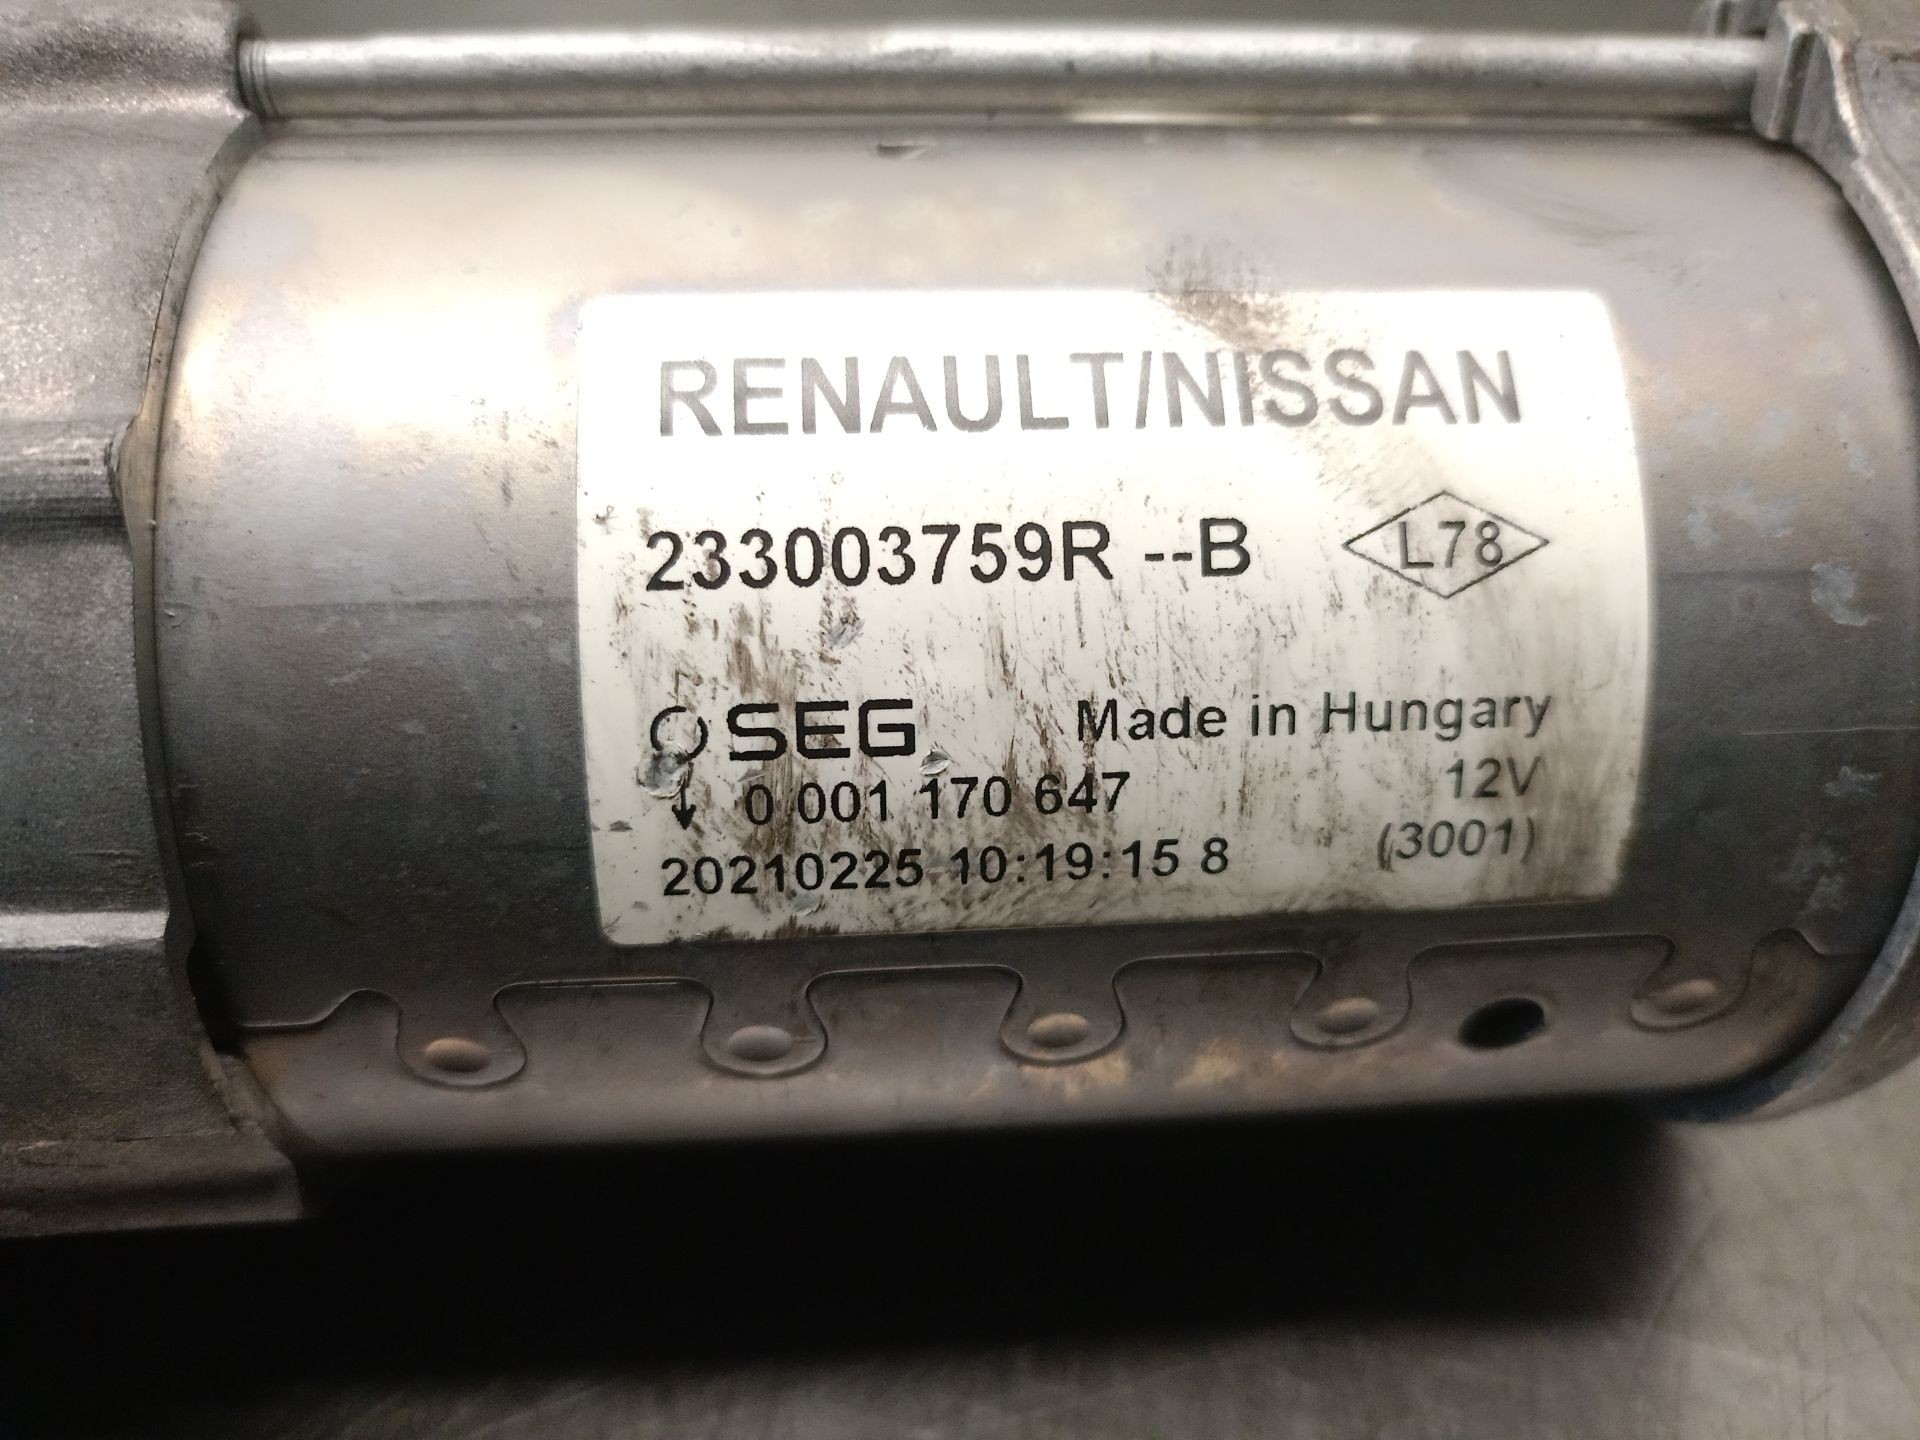 RENAULT/NISSAN
233003759R --B L78
SEG Made in Hungary
0 001 170 647 12V
20210225 10:19:15 8 (3001)